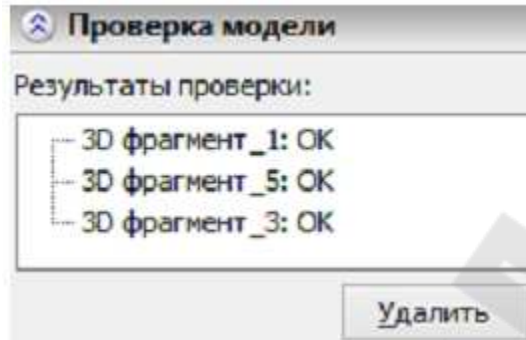 Проверка модели
Результаты проверки:
3D фрагмент_1: OK
3D фрагмент_5: OK
3D фрагмент_3: OK
Удалить